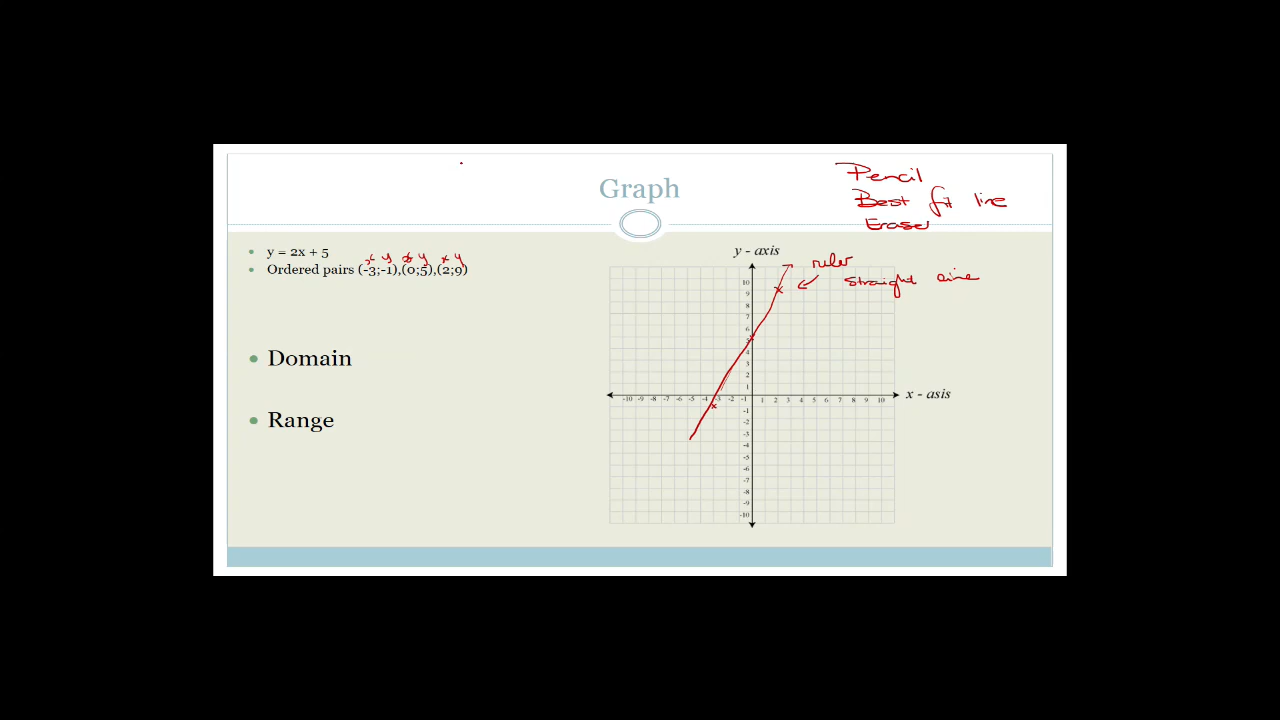 Graph
Pencil
Best fit line
Eraser
y = 2x + 5
x y x y x y
Ordered pairs (-3;-1),(0;5),(2;9)
Domain
Range
y - axis
ruler
straight line
10
9
8
7
6
5
4
3
2
1
-10 -9 -8 -7 -6 -5 -4 -3 -2 -1 1 2 3 4 5 6 7 8 9 10
x - asis
-1
-2
-3
-4
-5
-6
-7
-8
-9
-10